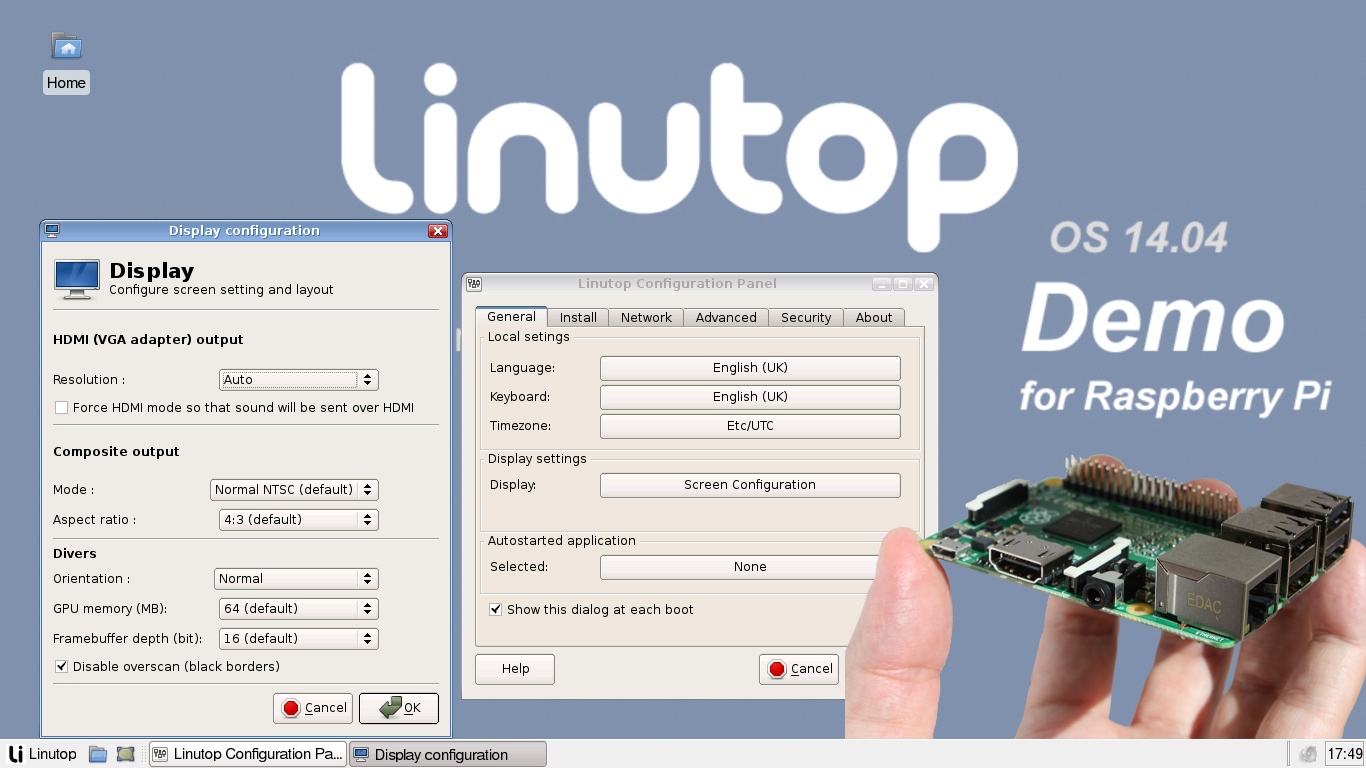 Home
Linutop
OS 14.04
Demo
for Raspberry Pi
Display configuration
Display
Configure screen setting and layout
HDMI (VGA adapter) output
Resolution : Auto
Force HDMI mode so that sound will be sent over HDMI
Composite output
Mode : Normal NTSC (default)
Aspect ratio : 4:3 (default)
Divers
Orientation : Normal
GPU memory (MB): 64 (default)
Framebuffer depth (bit): 16 (default)
Disable overscan (black borders)
Cancel OK
Linutop Configuration Panel
General Install Network Advanced Security About
Local setings
Language: English (UK)
Keyboard: English (UK)
Timezone: Etc/UTC
Display settings
Display: Screen Configuration
Autostarted application
Selected: None
Show this dialog at each boot
Help Cancel
EDAC
ETHERNET
Linutop Linutop Configuration Pa... Display configuration 17:49